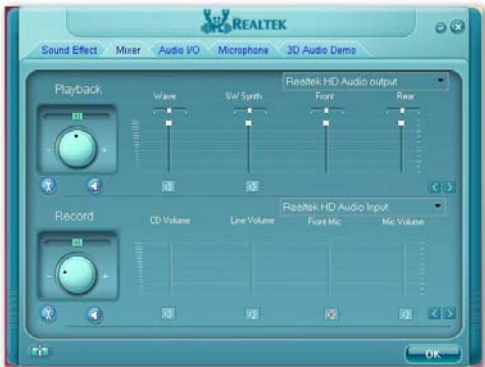 REALTEK
Sound Effect Mixer Audio I/O Microphone 3D Audio Demo
Realtek HD Audio output
Playback
Wave SW Synth Front Rear
Realtek HD Audio Input
Record
CD Volume Line Volume Front Mic Mic Volume
OK